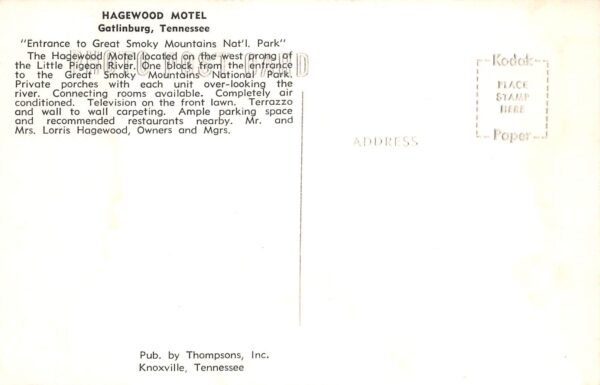 HAGEWOOD MOTEL
Gatlinburg, Tennessee
"Entrance to Great Smoky Mountains Nat'l. Park"
The Hagewood Motel located on the west prong of
the Little Pigeon River. One block from the entrance
to the Great Smoky Mountains National Park.
Private porches with each unit over-looking the
river. Connecting rooms available. Completely air
conditioned. Television on the front lawn. Terrazzo
and wall to wall carpeting. Ample parking space
and recommended restaurants nearby. Mr. and
Mrs. Lorris Hagewood, Owners and Mgrs.
Kodak
PLACE
STAMP
HERE
Paper
ADDRESS
Pub. by Thompsons, Inc.
Knoxville, Tennessee